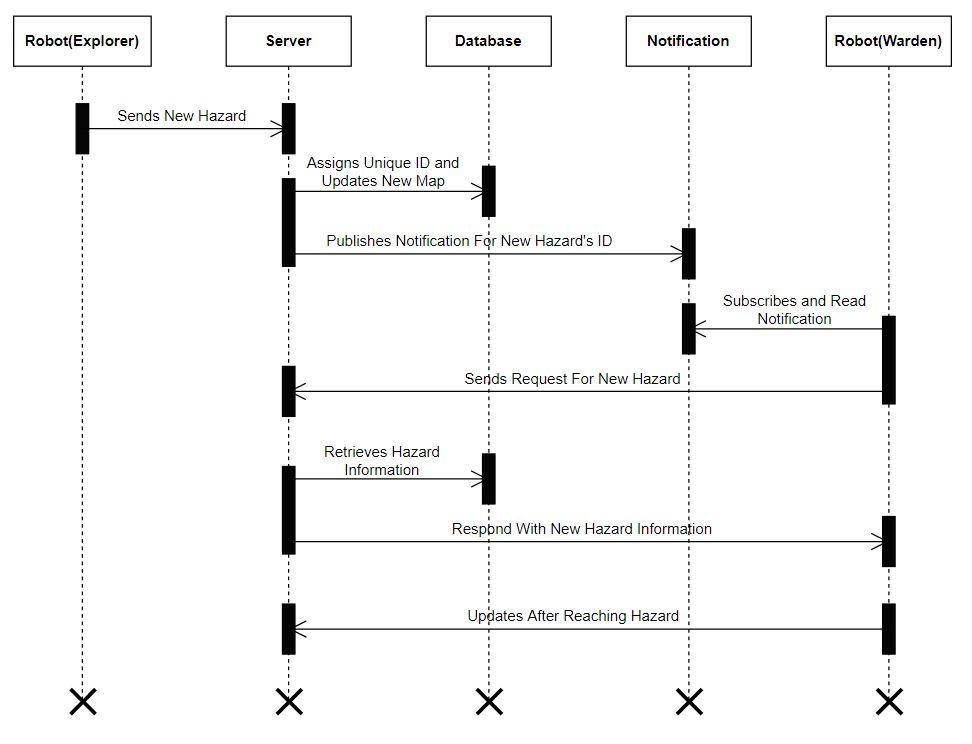 Robot(Explorer)
Server
Database
Notification
Robot(Warden)
Sends New Hazard
Assigns Unique ID and
Updates New Map
Publishes Notification For New Hazard's ID
Subscribes and Read
Notification
Sends Request For New Hazard
Retrieves Hazard
Information
Respond With New Hazard Information
Updates After Reaching Hazard